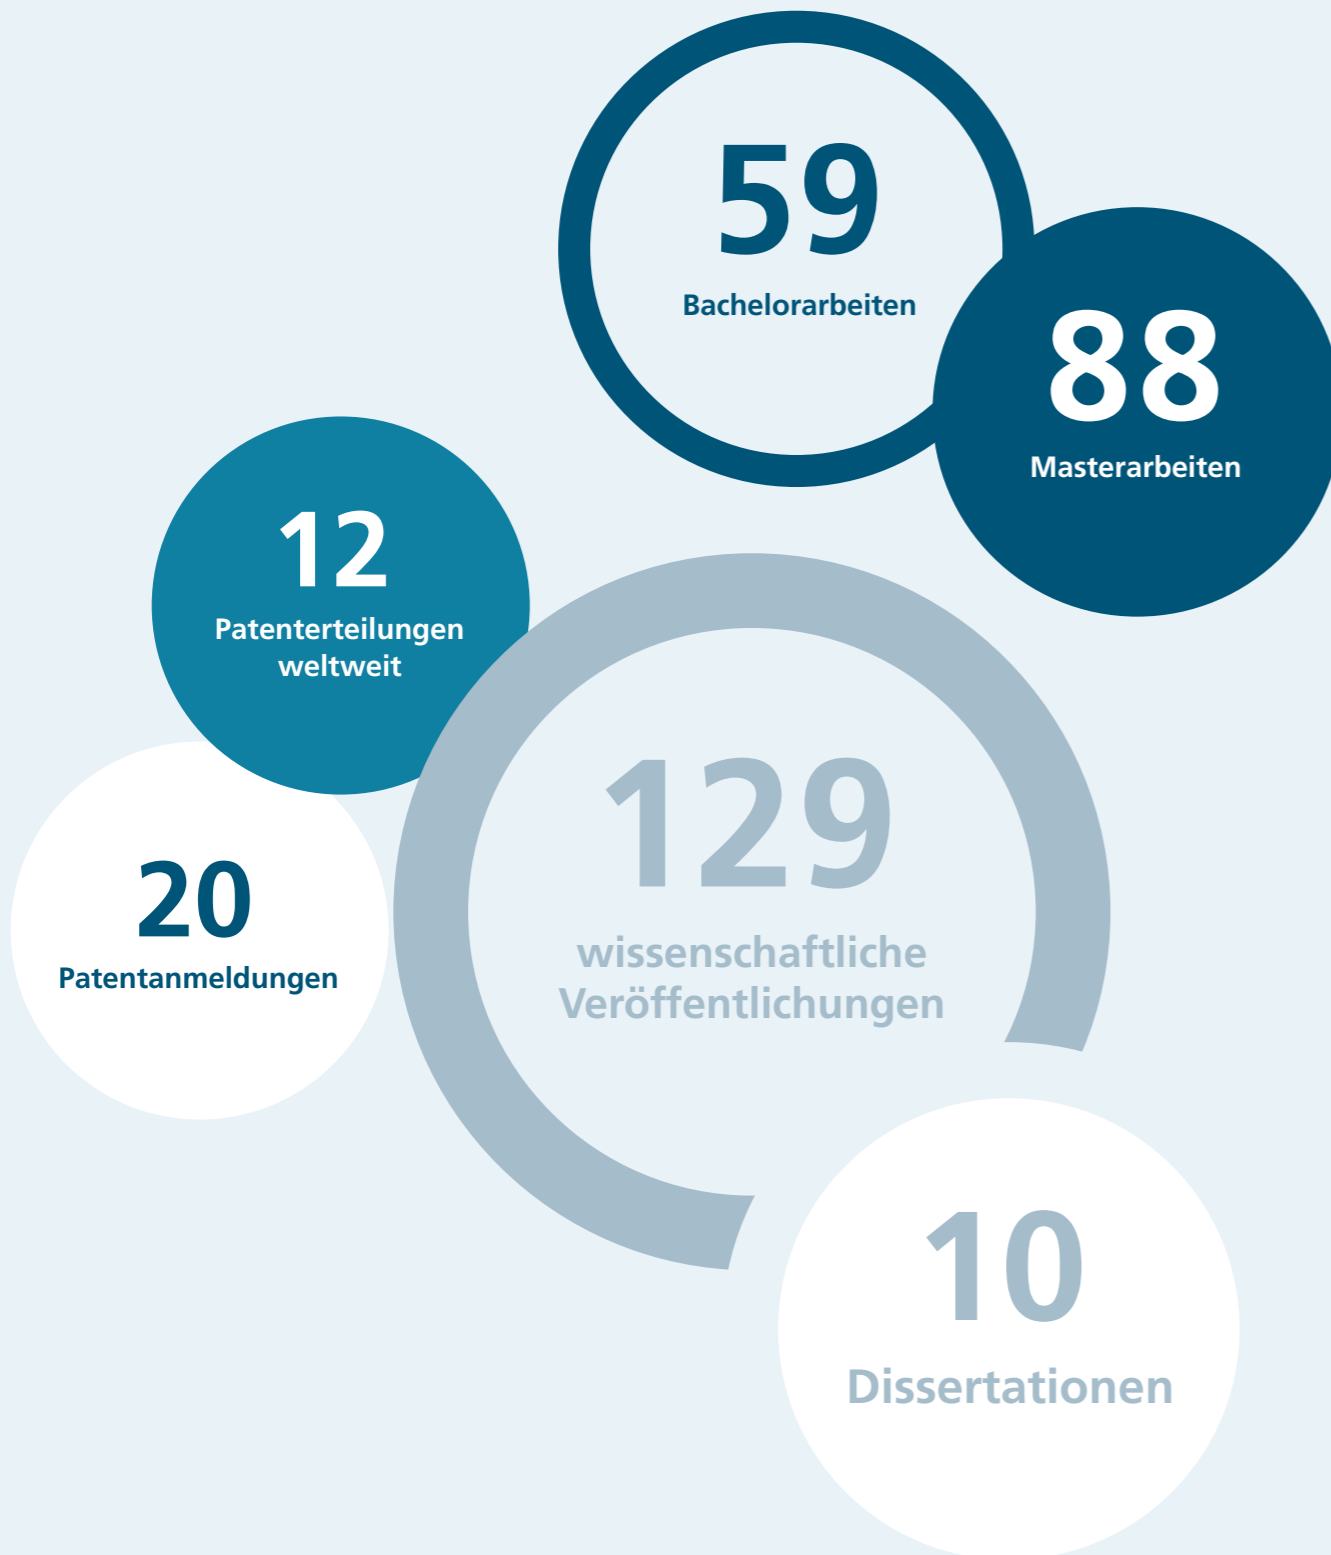 59
Bachelorarbeiten
88
Masterarbeiten
12
Patenterteilungen
weltweit
129
wissenschaftliche
Veröffentlichungen
20
Patentanmeldungen
10
Dissertationen